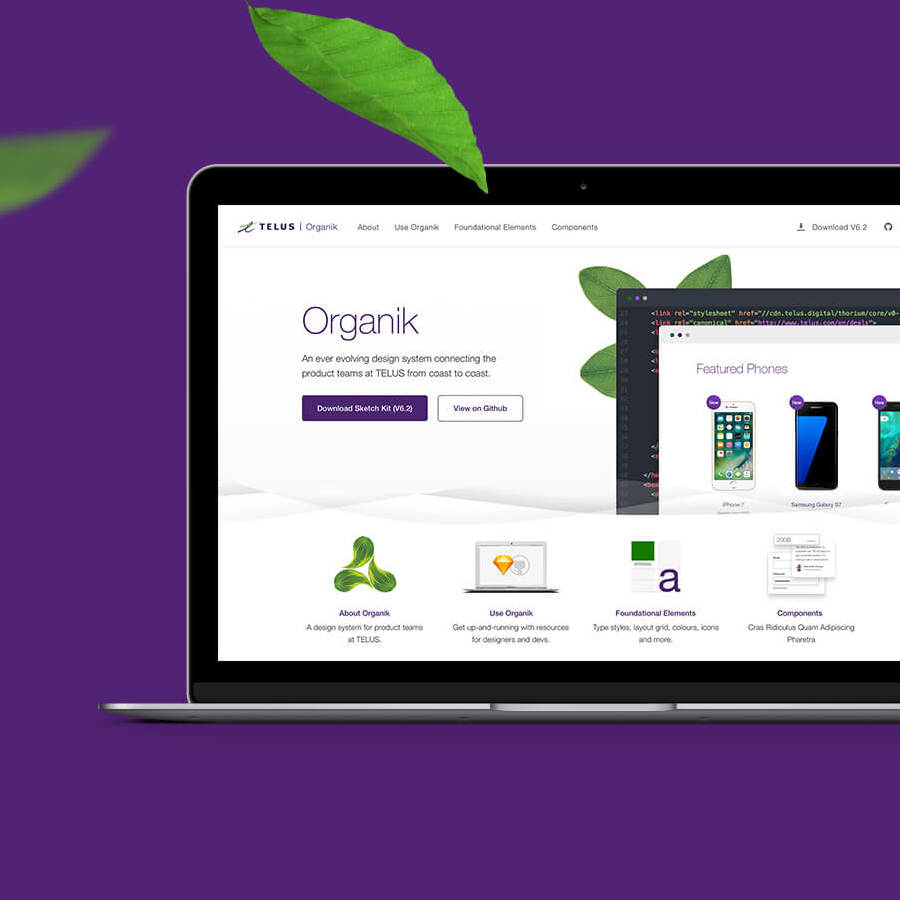 TELUS | Organik About Use Organik Foundational Elements Components Download V6.2
Organik
An ever evolving design system connecting the
product teams at TELUS from coast to coast.
Download Sketch Kit (V6.2) View on Github
<link rel="stylesheet" href="//cdn.telus.digital/thorium/core/v0-
<link rel="canonical" href="http://www.telus.com/en/deals">
Featured Phones
New New New
iPhone 7 Samsung Galaxy S7
20GB
a
About Organik Use Organik Foundational Elements Components
A design system for product teams Get up-and-running with resources Type styles, layout grid, colours, icons Cras Ridiculus Quam Adipiscing
at TELUS. for designers and devs. and more. Pharetra